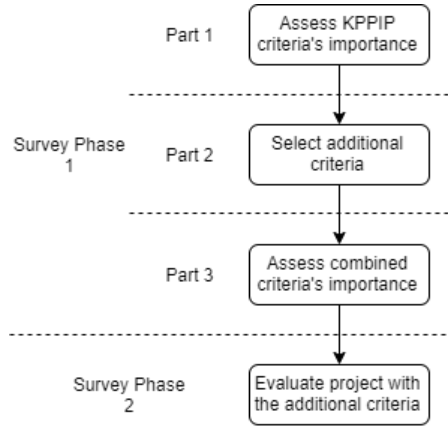 Part 1
Assess KPPIP
criteria's importance
Survey Phase
1
Part 2
Select additional
criteria
Part 3
Assess combined
criteria's importance
Survey Phase
2
Evaluate project with
the additional criteria